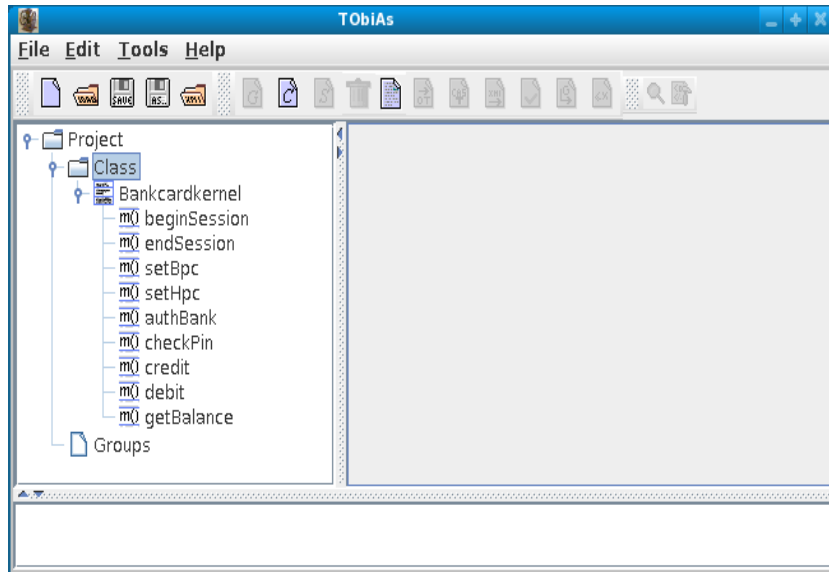 TObiAs
File Edit Tools Help
SAVE AS..
Project
Class
Bankcardkernel
m() beginSession
m() endSession
m() setBpc
m() setHpc
m() authBank
m() checkPin
m() credit
m() debit
m() getBalance
Groups